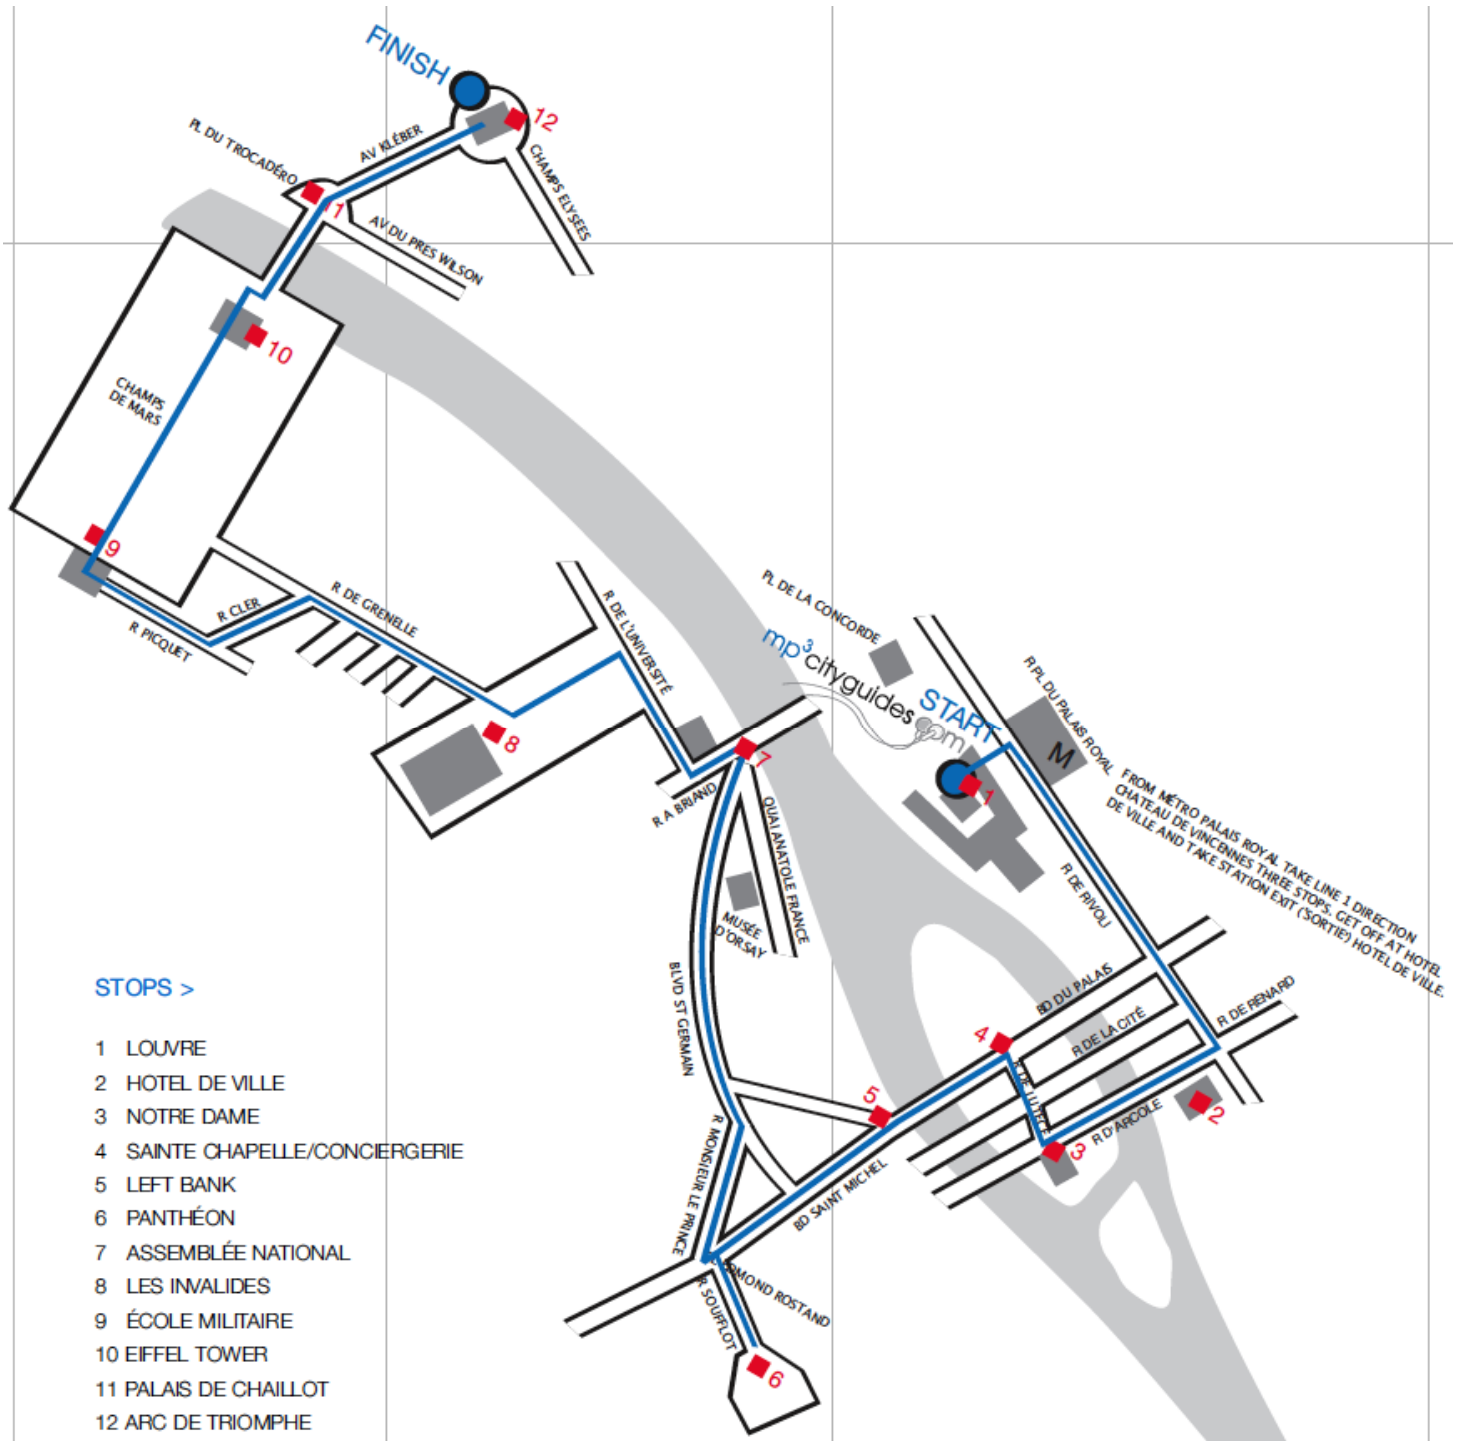 FINISH
12
PL DU TROCADÉRO
AV KLÉBER
CHAMPS ELYSEES
11
AV DU PRES WILSON
10
CHAMPS
DE MARS
9
R CLER
R DE GRENELLE
R PICQUET
R DE L'UNIVERSITÉ
PL DE LA CONCORDE
mp3cityguides.com
START
R PL DU PALAIS ROYAL
M
8
7
1
R A BRIAND
QUAI ANATOLE FRANCE
FROM MÉTRO PALAIS ROYAL TAKE LINE 1 DIRECTION
CHATEAU DE VINCENNES THREE STOPS. GET OFF AT HOTEL
DE VILLE AND TAKE STATION EXIT ('SORTIE') HOTEL DE VILLE.
R DE RIVOLI
MUSÉE
D'ORSAY
BLVD ST GERMAIN
BD DU PALAIS
R DE LA CITÉ
R DE RENARD
4
R DE LUTECE
5
2
3
R D'ARCOLE
R MONSIEUR LE PRINCE
BD SAINT MICHEL
EDMOND ROSTAND
R SOUFFLOT
6
STOPS >
1 LOUVRE
2 HOTEL DE VILLE
3 NOTRE DAME
4 SAINTE CHAPELLE/CONCIERGERIE
5 LEFT BANK
6 PANTHÉON
7 ASSEMBLÉE NATIONAL
8 LES INVALIDES
9 ÉCOLE MILITAIRE
10 EIFFEL TOWER
11 PALAIS DE CHAILLOT
12 ARC DE TRIOMPHE